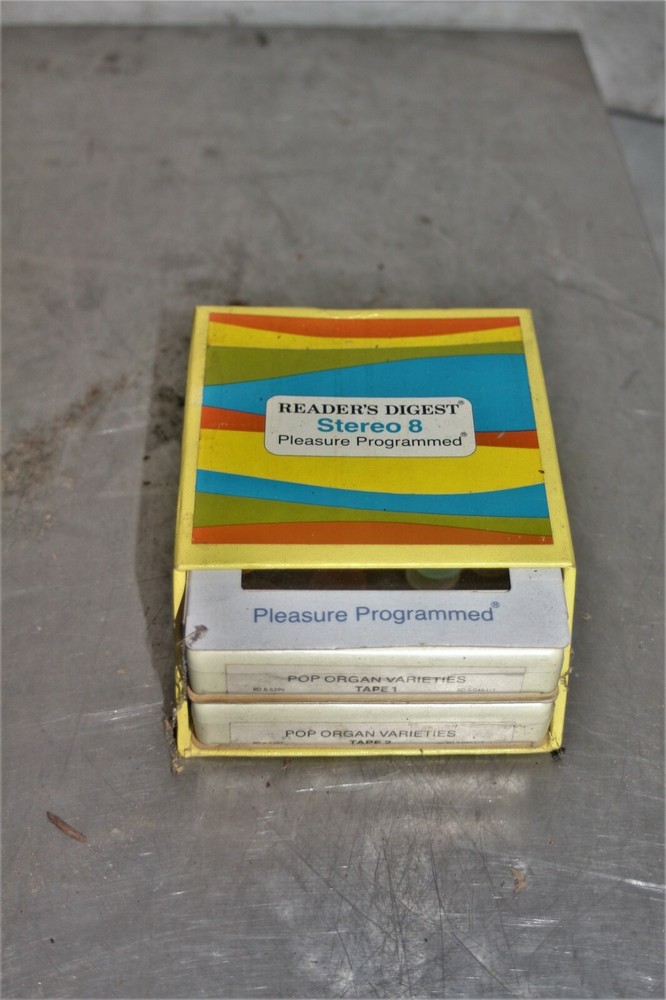 READER'S DIGEST®
Stereo 8
Pleasure Programmed®
Pleasure Programmed®
POP ORGAN VARIETIES
TAPE 1
POP ORGAN VARIETIES
TAPE 2